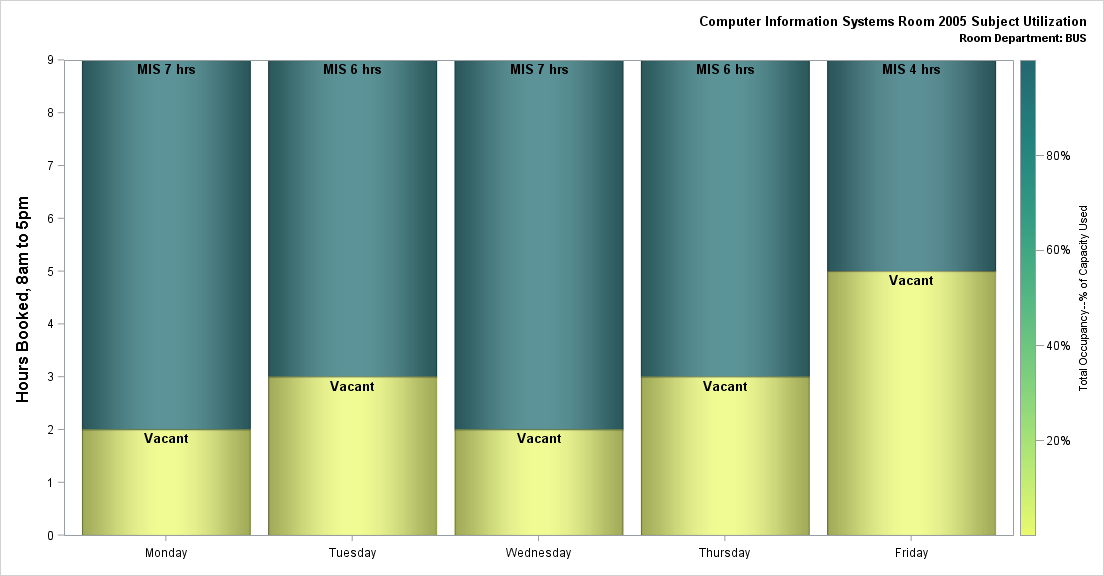 Computer Information Systems Room 2005 Subject Utilization
Room Department: BUS
Hours Booked, 8am to 5pm
9
8
7
6
5
4
3
2
1
0
MIS 7 hrs
MIS 6 hrs
MIS 7 hrs
MIS 6 hrs
MIS 4 hrs
Vacant
Vacant
Vacant
Vacant
Vacant
Monday
Tuesday
Wednesday
Thursday
Friday
80%
60%
40%
20%
Total Occupancy--% of Capacity Used